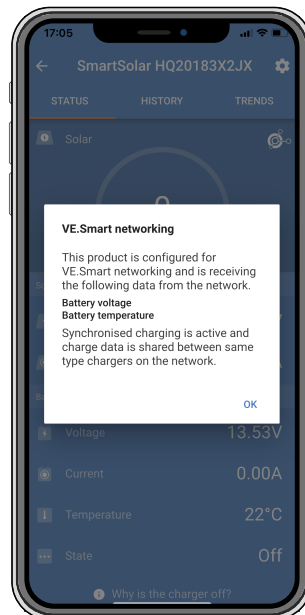 17:05
SmartSolar HQ20183X2JX
STATUS HISTORY TRENDS
Solar
VE.Smart networking
This product is configured for
VE.Smart networking and is receiving
the following data from the network.
Battery voltage
Battery temperature
Synchronised charging is active and
charge data is shared between same
type chargers on the network.
OK
Voltage 13.53V
Current 0.00A
Temperature 22°C
State Off
Why is the charger off?